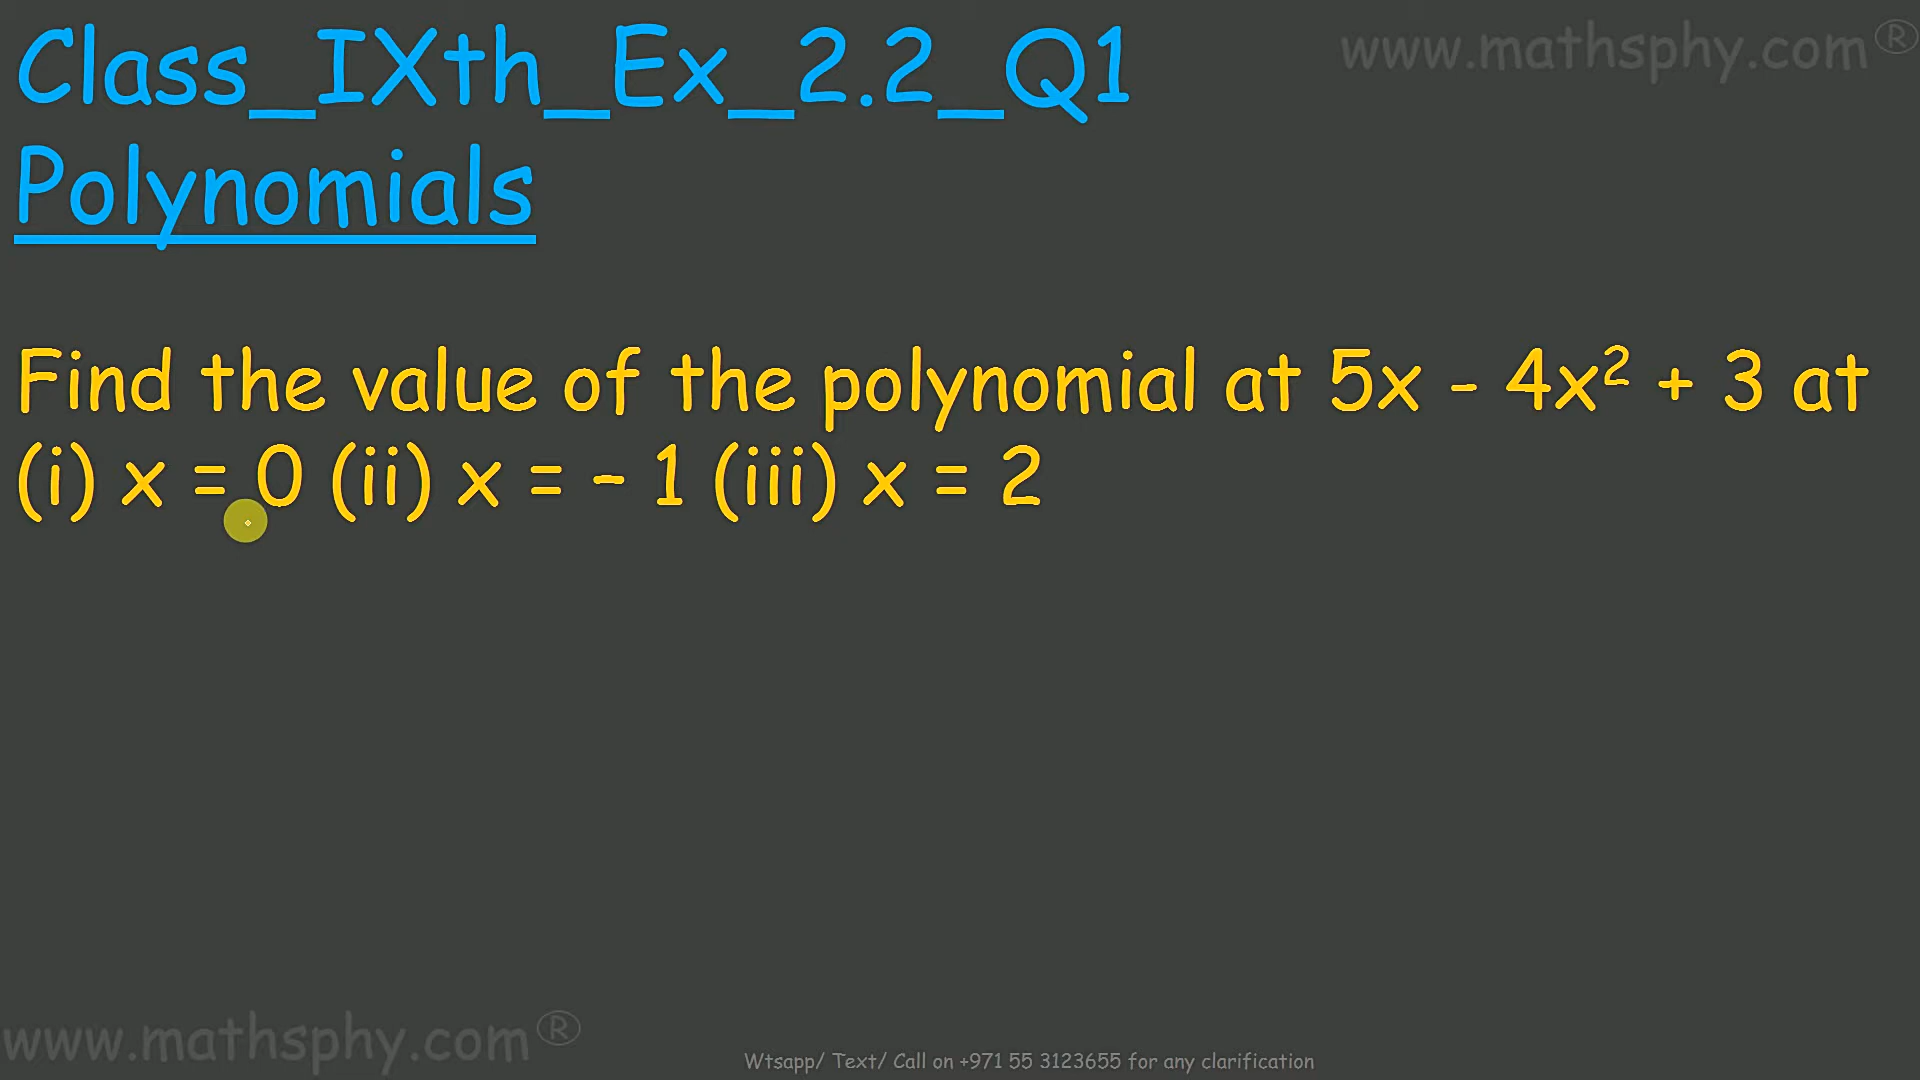 Class_IXth_Ex_2.2_Q1
www.mathsphy.com®
Polynomials
Find the value of the polynomial at 5x - 4x² + 3 at
(i) x = 0 (ii) x = – 1 (iii) x = 2
www.mathsphy.com®
Wtsapp/ Text/ Call on +971 55 3123655 for any clarification